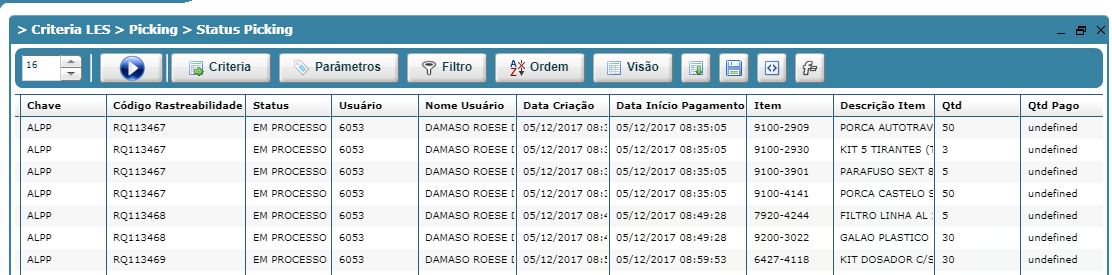 > Criteria LES > Picking > Status Picking
16 Criteria Parâmetros Filtro Ordem Visão
Chave Código Rastreabilidade Status Usuário Nome Usuário Data Criação Data Início Pagamento Item Descrição Item Qtd Qtd Pago
ALPP RQ113467 EM PROCESSO 6053 DAMASO ROESE 05/12/2017 08:3 05/12/2017 08:35:05 9100-2909 PORCA AUTOTRAV 50 undefined
ALPP RQ113467 EM PROCESSO 6053 DAMASO ROESE 05/12/2017 08:3 05/12/2017 08:35:05 9100-2930 KIT 5 TIRANTES ( 3 undefined
ALPP RQ113467 EM PROCESSO 6053 DAMASO ROESE 05/12/2017 08:3 05/12/2017 08:35:05 9100-3901 PARAFUSO SEXT 8 5 undefined
ALPP RQ113467 EM PROCESSO 6053 DAMASO ROESE 05/12/2017 08:3 05/12/2017 08:35:05 9100-4141 PORCA CASTELO S 50 undefined
ALPP RQ113468 EM PROCESSO 6053 DAMASO ROESE 05/12/2017 08:4 05/12/2017 08:49:28 7920-4244 FILTRO LINHA AL 5 undefined
ALPP RQ113468 EM PROCESSO 6053 DAMASO ROESE 05/12/2017 08:4 05/12/2017 08:49:28 9200-3022 GALAO PLASTICO 30 undefined
ALPP RQ113469 EM PROCESSO 6053 DAMASO ROESE 05/12/2017 08:5 05/12/2017 08:59:53 6427-4118 KIT DOSADOR C/S 30 undefined